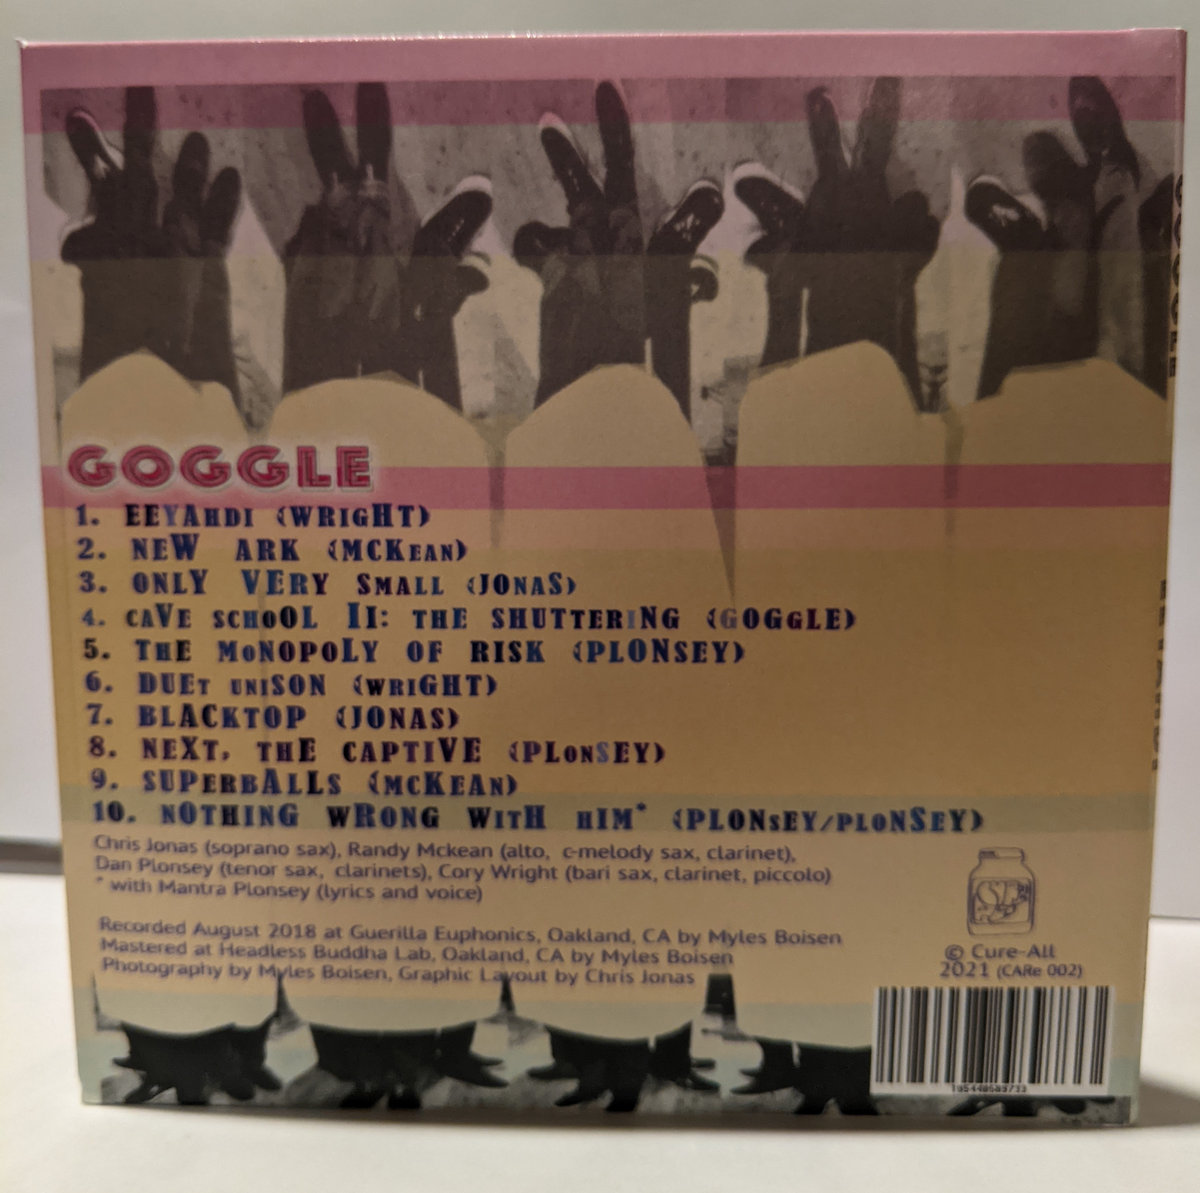 GOGGLE
1. EEYAHDI (WRIGHT)
2. NEW ARK (MCKEAN)
3. ONLY VERY SMALL (JONAS)
4. CAVE SCHOOL II: THE SHUTTERING (GOGGLE)
5. THE MONOPOLY OF RISK (PLONSEY)
6. DUET UNISON (WRIGHT)
7. BLACKTOP (JONAS)
8. NEXT, THE CAPTIVE (PLONSEY)
9. SUPERBALLS (MCKEAN)
10. NOTHING WRONG WITH HIM* (PLONSEY/PLONSEY)
Chris Jonas (soprano sax), Randy Mckean (alto, c-melody sax, clarinet),
Dan Plonsey (tenor sax, clarinets), Cory Wright (bari sax, clarinet, piccolo)
* with Mantra Plonsey (lyrics and voice)
Recorded August 2018 at Guerilla Euphonics, Oakland, CA by Myles Boisen
Mastered at Headless Buddha Lab, Oakland, CA by Myles Boisen
Photography by Myles Boisen, Graphic Layout by Chris Jonas
© Cure-All
2021 (CARe 002)
GOGGLE